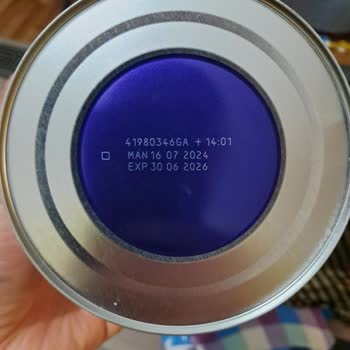 41980346GA + 14:01
MAN 16 07 2024
EXP 30 06 2026